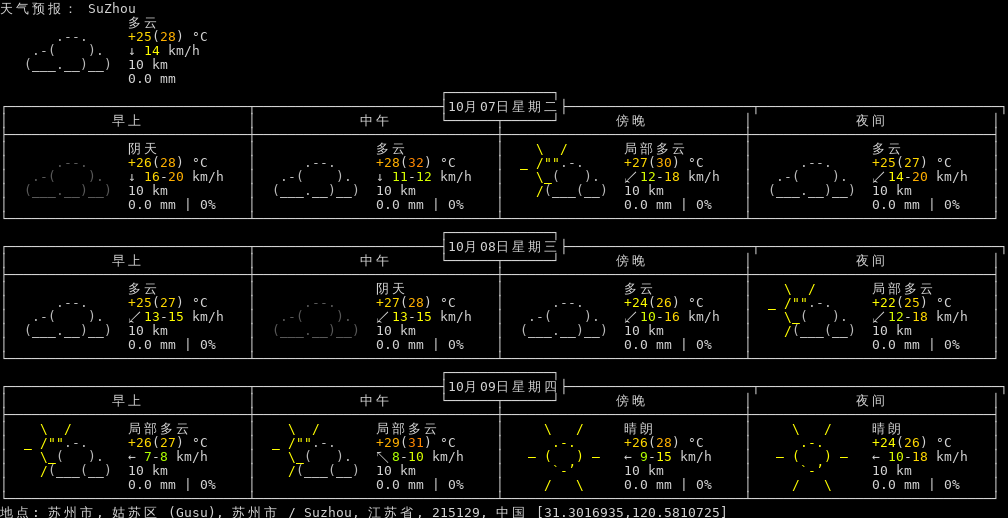 天气预报: SuZhou
多云
+25(28) °C
↓ 14 km/h
10 km
0.0 mm
10月07日星期二
早上 中午 傍晚 夜间
阴天 多云 局部多云 多云
+26(28) °C +28(32) °C +27(30) °C +25(27) °C
↓ 16-20 km/h ↓ 11-12 km/h ↙ 12-18 km/h ↙ 14-20 km/h
10 km 10 km 10 km 10 km
0.0 mm | 0% 0.0 mm | 0% 0.0 mm | 0% 0.0 mm | 0%
10月08日星期三
早上 中午 傍晚 夜间
多云 阴天 多云 局部多云
+25(27) °C +27(28) °C +24(26) °C +22(25) °C
↙ 13-15 km/h ↙ 13-15 km/h ↙ 10-16 km/h ↙ 12-18 km/h
10 km 10 km 10 km 10 km
0.0 mm | 0% 0.0 mm | 0% 0.0 mm | 0% 0.0 mm | 0%
10月09日星期四
早上 中午 傍晚 夜间
局部多云 局部多云 晴朗 晴朗
+26(27) °C +29(31) °C +26(28) °C +24(26) °C
← 7-8 km/h ↖ 8-10 km/h ← 9-15 km/h ← 10-18 km/h
10 km 10 km 10 km 10 km
0.0 mm | 0% 0.0 mm | 0% 0.0 mm | 0% 0.0 mm | 0%
地点: 苏州市, 姑苏区 (Gusu), 苏州市 / Suzhou, 江苏省, 215129, 中国 [31.3016935,120.5810725]